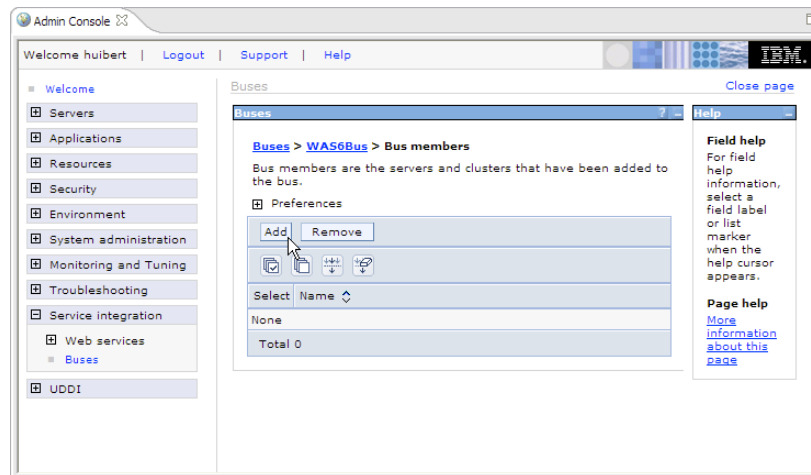 Admin Console
Welcome huibert | Logout | Support | Help
IBM.
Welcome
Servers
Applications
Resources
Security
Environment
System administration
Monitoring and Tuning
Troubleshooting
Service integration
Web services
Buses
UDDI
Buses
Close page
Buses
? -
Buses > WAS6Bus > Bus members
Bus members are the servers and clusters that have been added to
the bus.
Preferences
Add Remove
Select Name
None
Total 0
Help -
Field help
For field
help
information,
select a
field label
or list
marker
when the
help cursor
appears.
Page help
More
information
about this
page